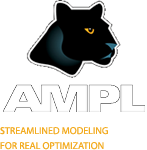 AMPL
STREAMLINED MODELING
FOR REAL OPTIMIZATION